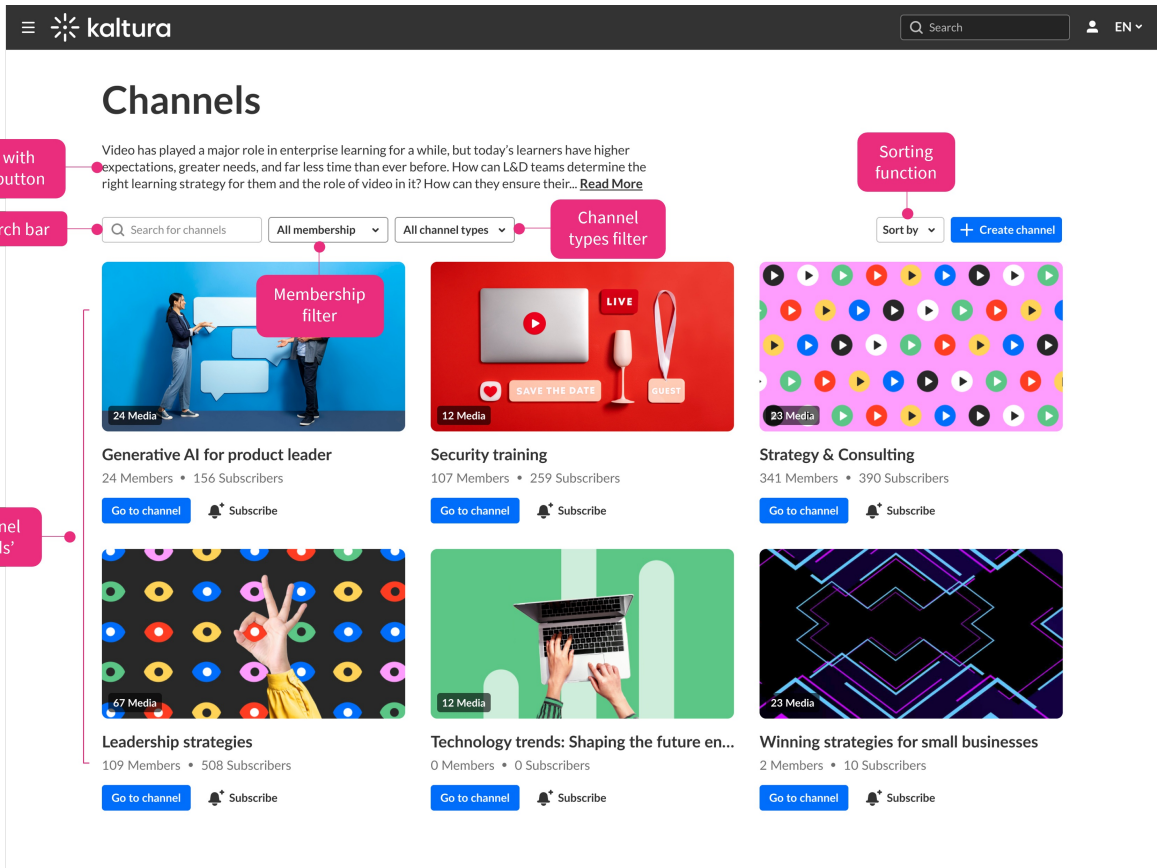 kaltura
Search
EN
Channels
Video has played a major role in enterprise learning for a while, but today's learners have higher
expectations, greater needs, and far less time than ever before. How can L&D teams determine the
right learning strategy for them and the role of video in it? How can they ensure their... Read More
with
button
Sorting
function
bar
Search for channels
All membership
All channel types
Channel
types filter
Sort by
+ Create channel
Membership
filter
LIVE
SAVE THE DATE
GUEST
24 Media
12 Media
23 Media
Generative AI for product leader
Security training
Strategy & Consulting
24 Members • 156 Subscribers
107 Members • 259 Subscribers
341 Members • 390 Subscribers
Go to channel
Subscribe
Go to channel
Subscribe
Go to channel
Subscribe
67 Media
12 Media
23 Media
Leadership strategies
Technology trends: Shaping the future en...
Winning strategies for small businesses
109 Members • 508 Subscribers
0 Members • 0 Subscribers
2 Members • 10 Subscribers
Go to channel
Subscribe
Go to channel
Subscribe
Go to channel
Subscribe